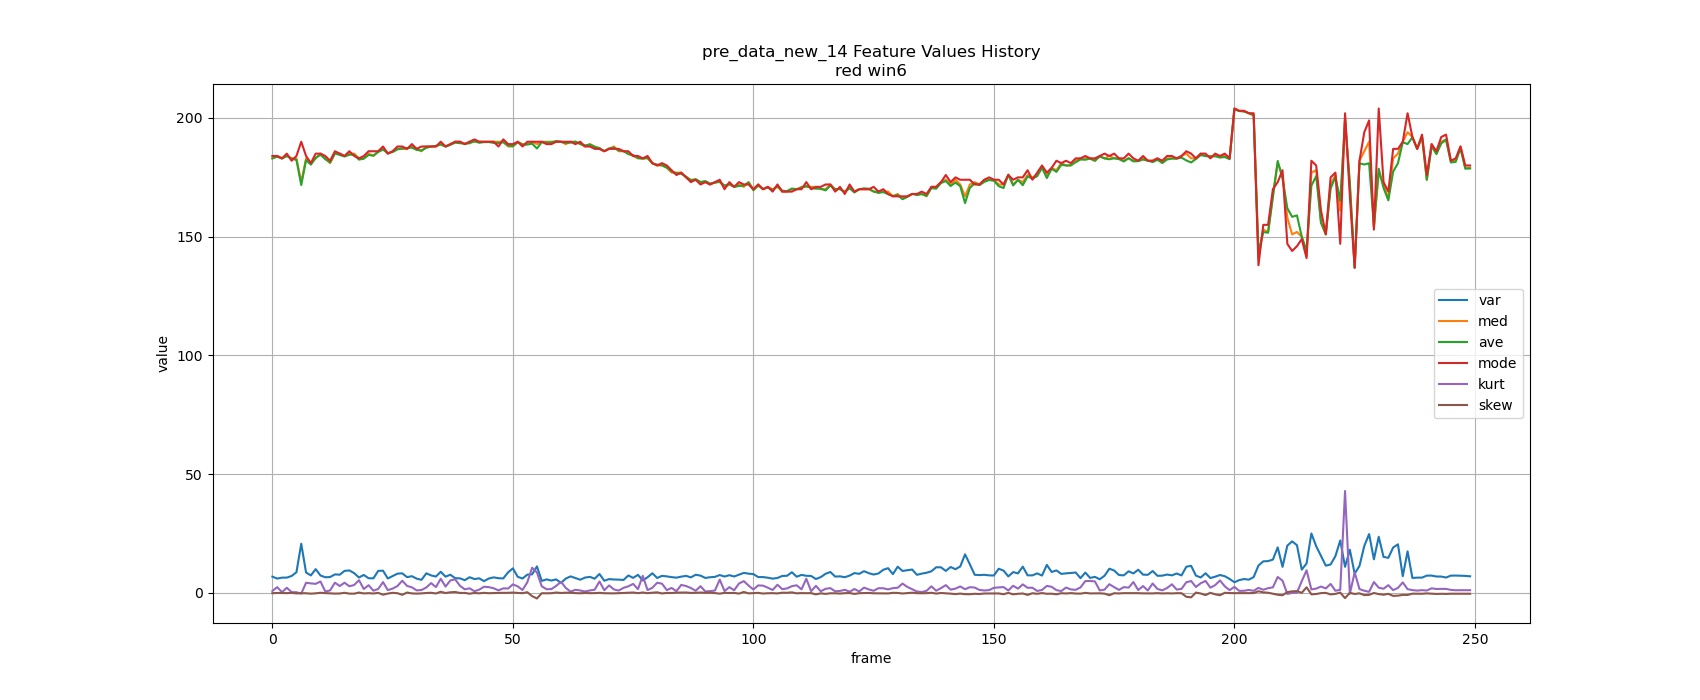 pre_data_new_14 Feature Values History
red win6
value
200
150
100
50
0
var
med
ave
mode
kurt
skew
0
50
100
150
200
250
frame